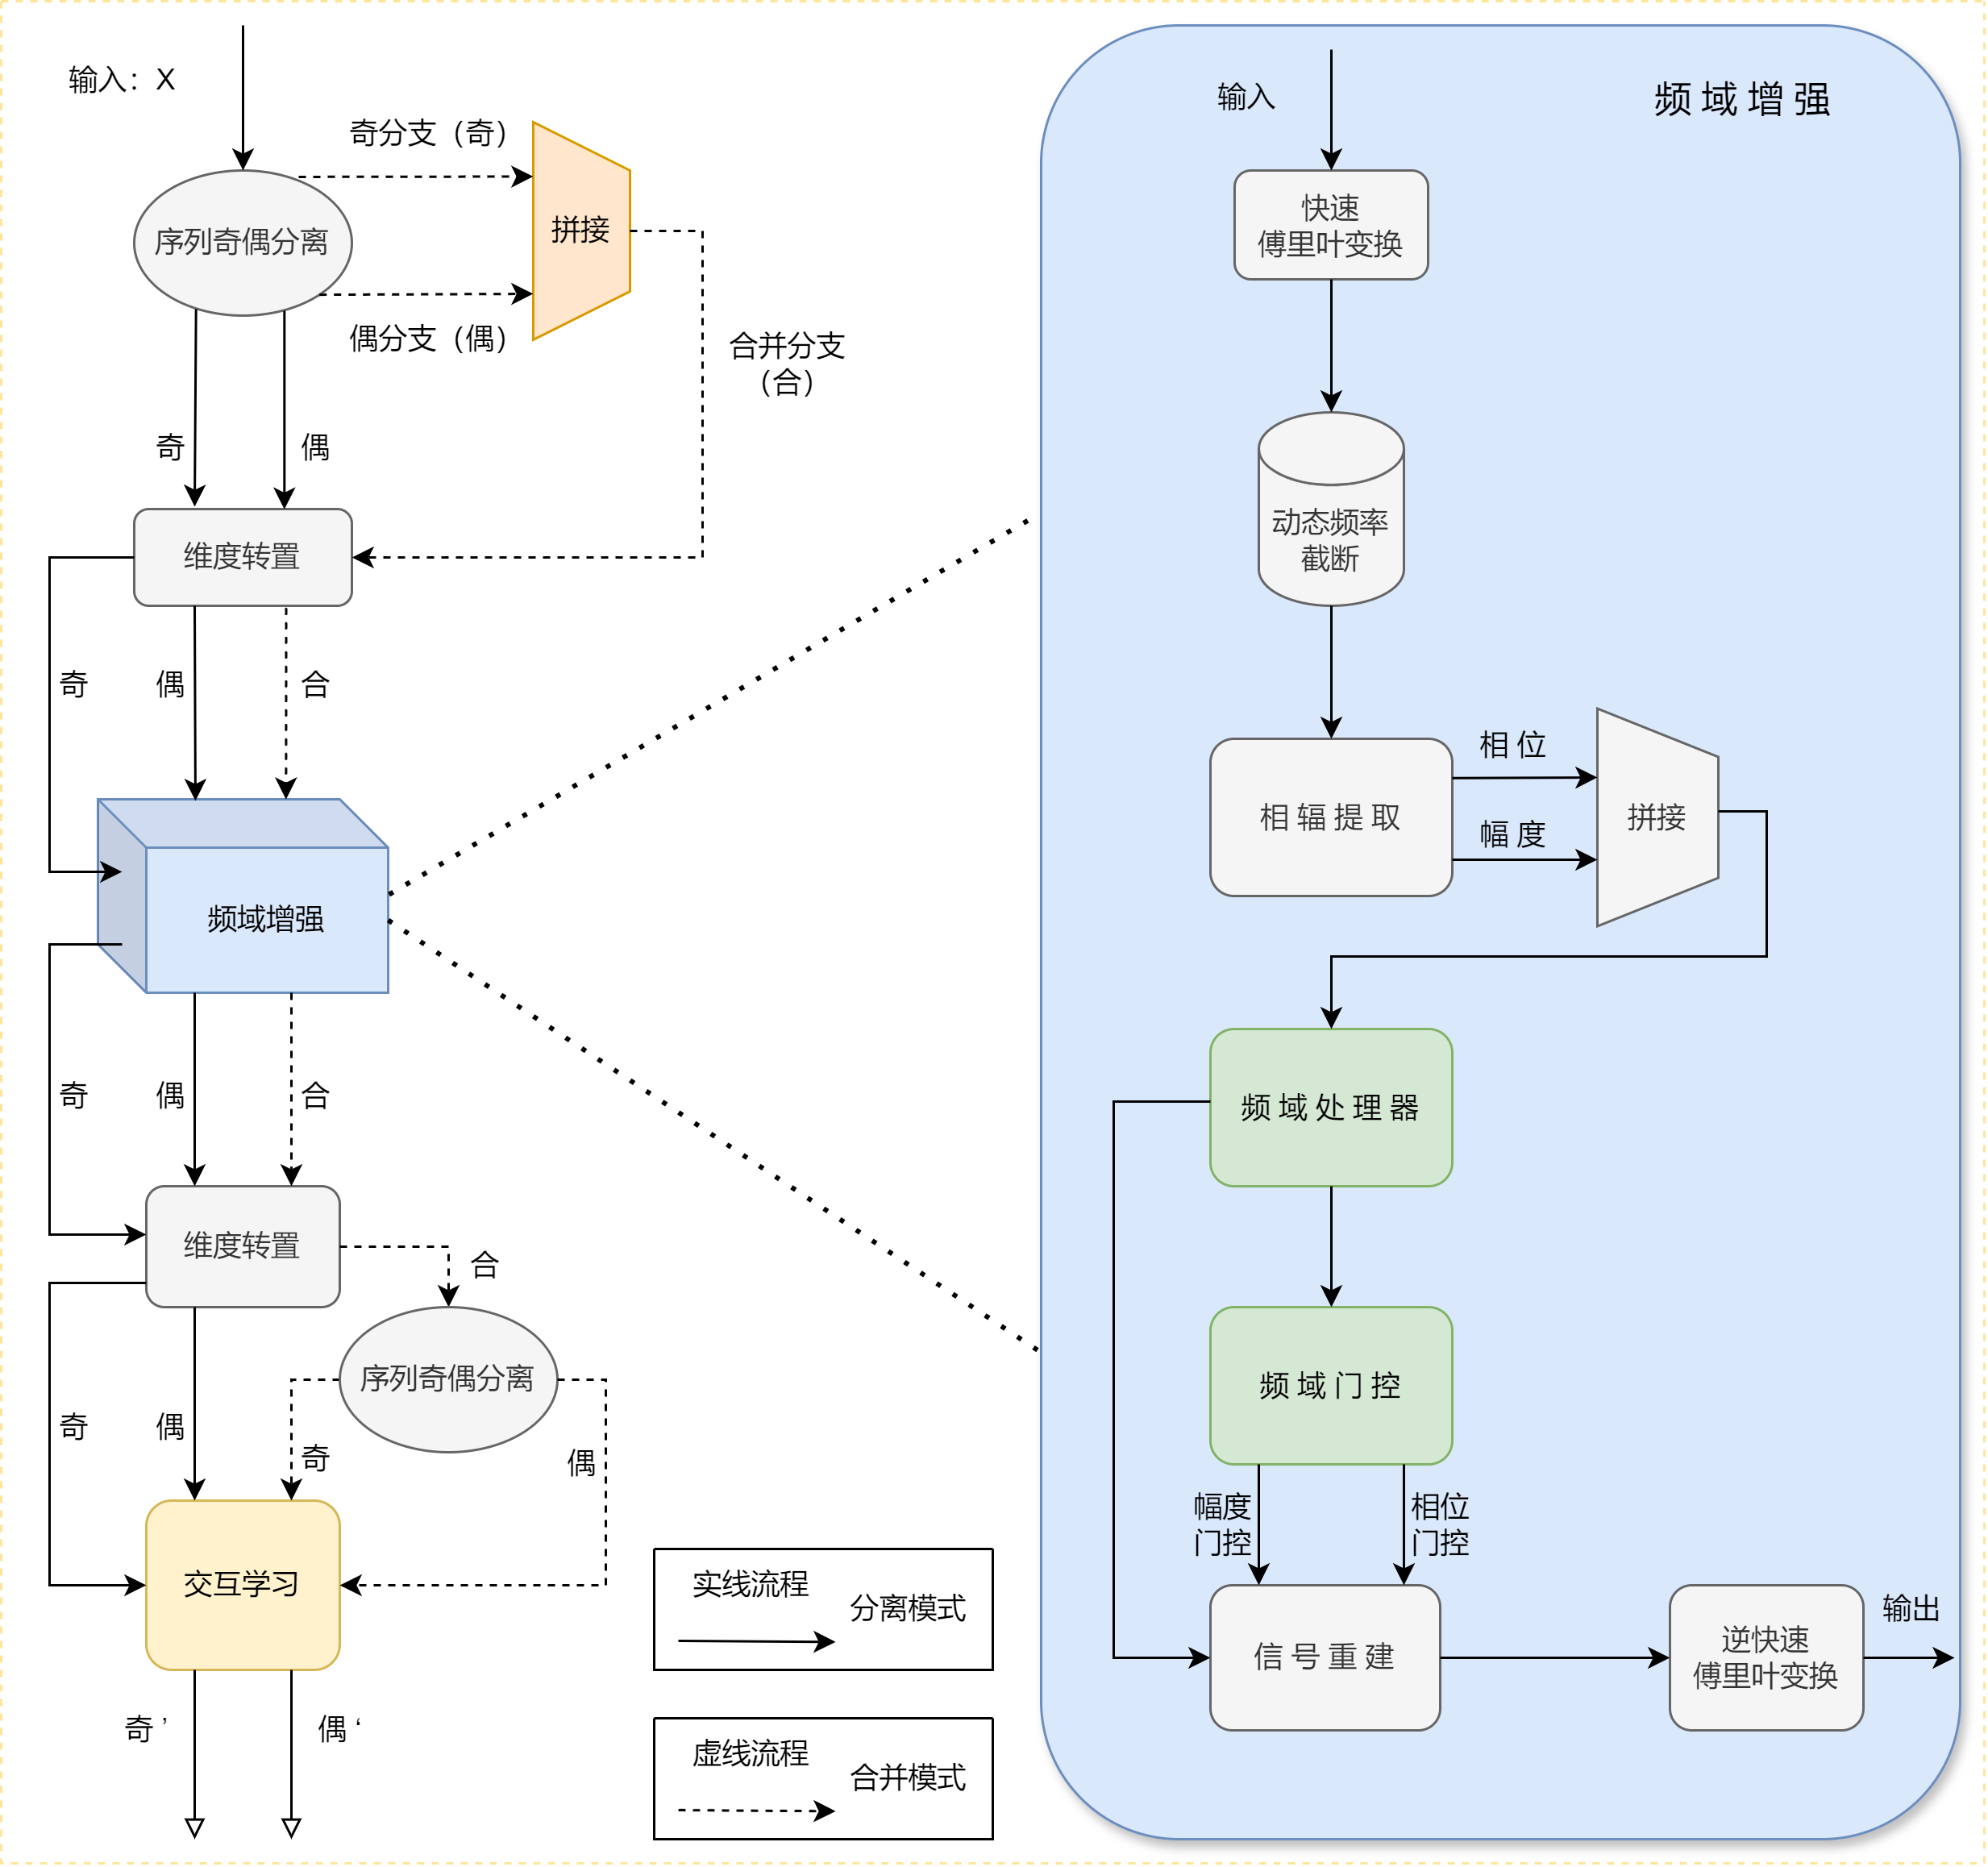 输入：X
奇分支（奇）
序列奇偶分离
拼接
偶分支（偶）
合并分支
（合）
奇
偶
维度转置
奇
偶
合
频域增强
奇
偶
合
维度转置
合
序列奇偶分离
奇
偶
奇
偶
交互学习
奇 ’
偶 ‘
实线流程
分离模式
虚线流程
合并模式
频 域 增 强
输入
快速
傅里叶变换
动态频率
截断
相 辐 提 取
相 位
幅 度
拼接
频 域 处 理 器
频 域 门 控
幅度
门控
相位
门控
信 号 重 建
逆快速
傅里叶变换
输出